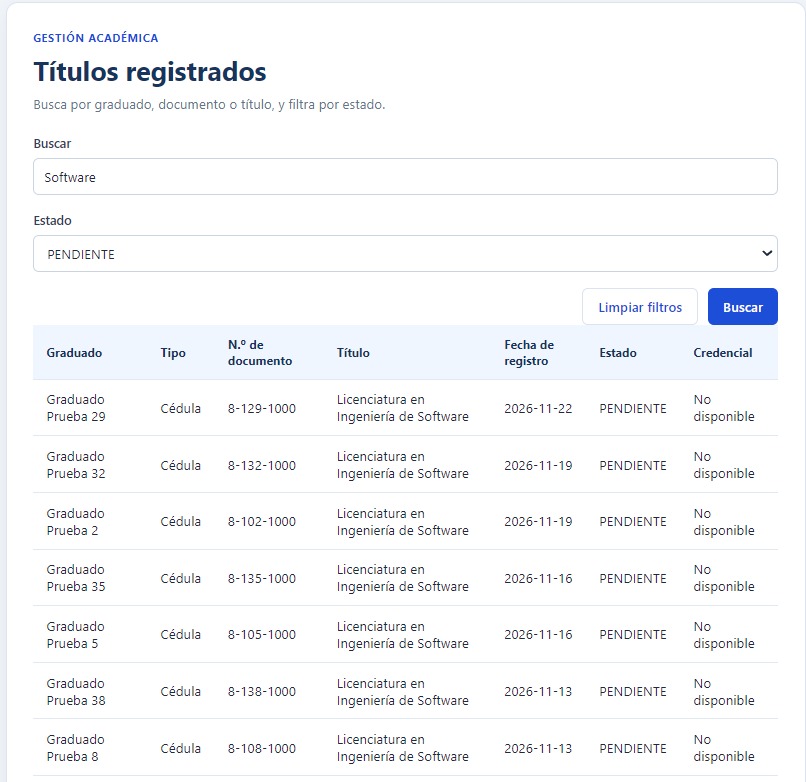 GESTIÓN ACADÉMICA
Títulos registrados
Busca por graduado, documento o título, y filtra por estado.
Buscar
Software
Estado
PENDIENTE
Limpiar filtros Buscar
Graduado Tipo N.º de documento Título Fecha de registro Estado Credencial
Graduado Prueba 29 Cédula 8-129-1000 Licenciatura en Ingeniería de Software 2026-11-22 PENDIENTE No disponible
Graduado Prueba 32 Cédula 8-132-1000 Licenciatura en Ingeniería de Software 2026-11-19 PENDIENTE No disponible
Graduado Prueba 2 Cédula 8-102-1000 Licenciatura en Ingeniería de Software 2026-11-19 PENDIENTE No disponible
Graduado Prueba 35 Cédula 8-135-1000 Licenciatura en Ingeniería de Software 2026-11-16 PENDIENTE No disponible
Graduado Prueba 5 Cédula 8-105-1000 Licenciatura en Ingeniería de Software 2026-11-16 PENDIENTE No disponible
Graduado Prueba 38 Cédula 8-138-1000 Licenciatura en Ingeniería de Software 2026-11-13 PENDIENTE No disponible
Graduado Prueba 8 Cédula 8-108-1000 Licenciatura en Ingeniería de Software 2026-11-13 PENDIENTE No disponible